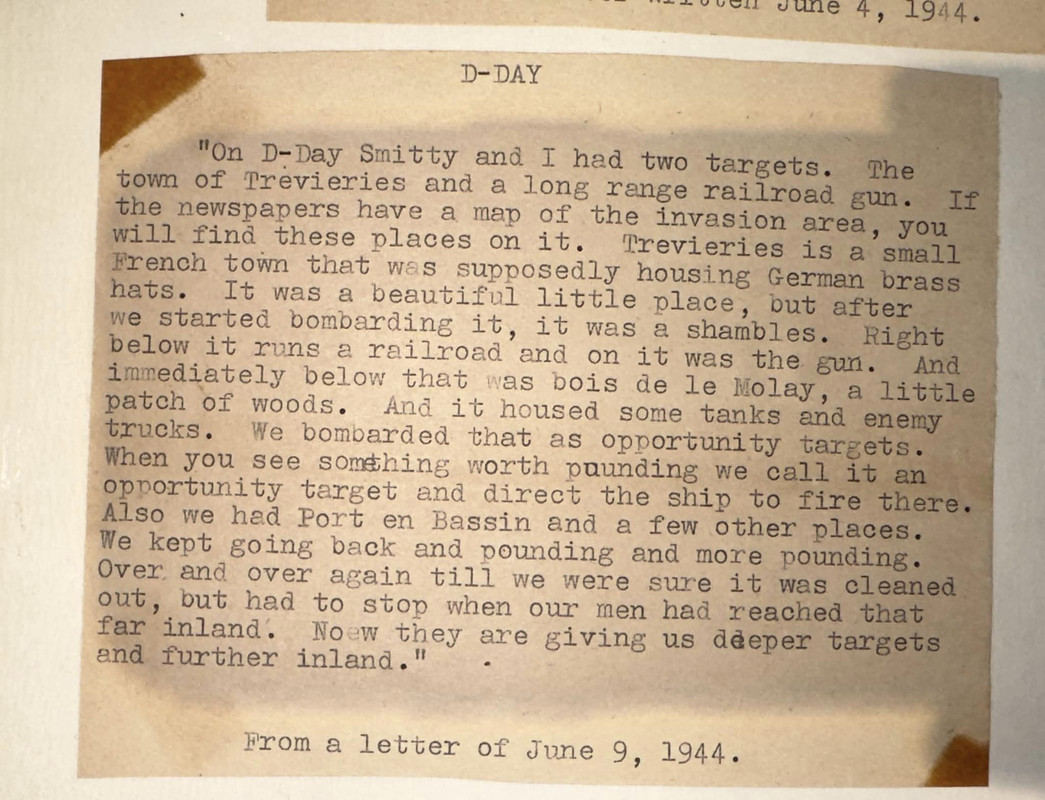 written June 4, 1944.
D-DAY
"On D-Day Smitty and I had two targets. The
town of Trevieries and a long range railroad gun. If
the newspapers have a map of the invasion area, you
will find these places on it. Trevieries is a small
French town that was supposedly housing German brass
hats. It was a beautiful little place, but after
we started bombarding it, it was a shambles. Right
below it runs a railroad and on it was the gun. And
immediately below that was bois de le Molay, a little
patch of woods. And it housed some tanks and enemy
trucks. We bombarded that as opportunity targets.
When you see something worth puunding we call it an
opportunity target and direct the ship to fire there.
Also we had Port en Bassin and a few other places.
We kept going back and pounding and more pounding.
Over and over again till we were sure it was cleaned
out, but had to stop when our men had reached that
far inland. Now they are giving us deeper targets
and further inland."
From a letter of June 9, 1944.